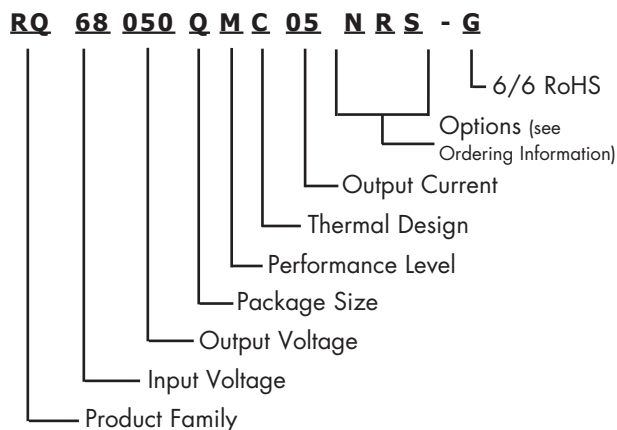 RQ 68 050 Q M C 05 N R S - G
6/6 RoHS
Options (see
Ordering Information)
Output Current
Thermal Design
Performance Level
Package Size
Output Voltage
Input Voltage
Product Family